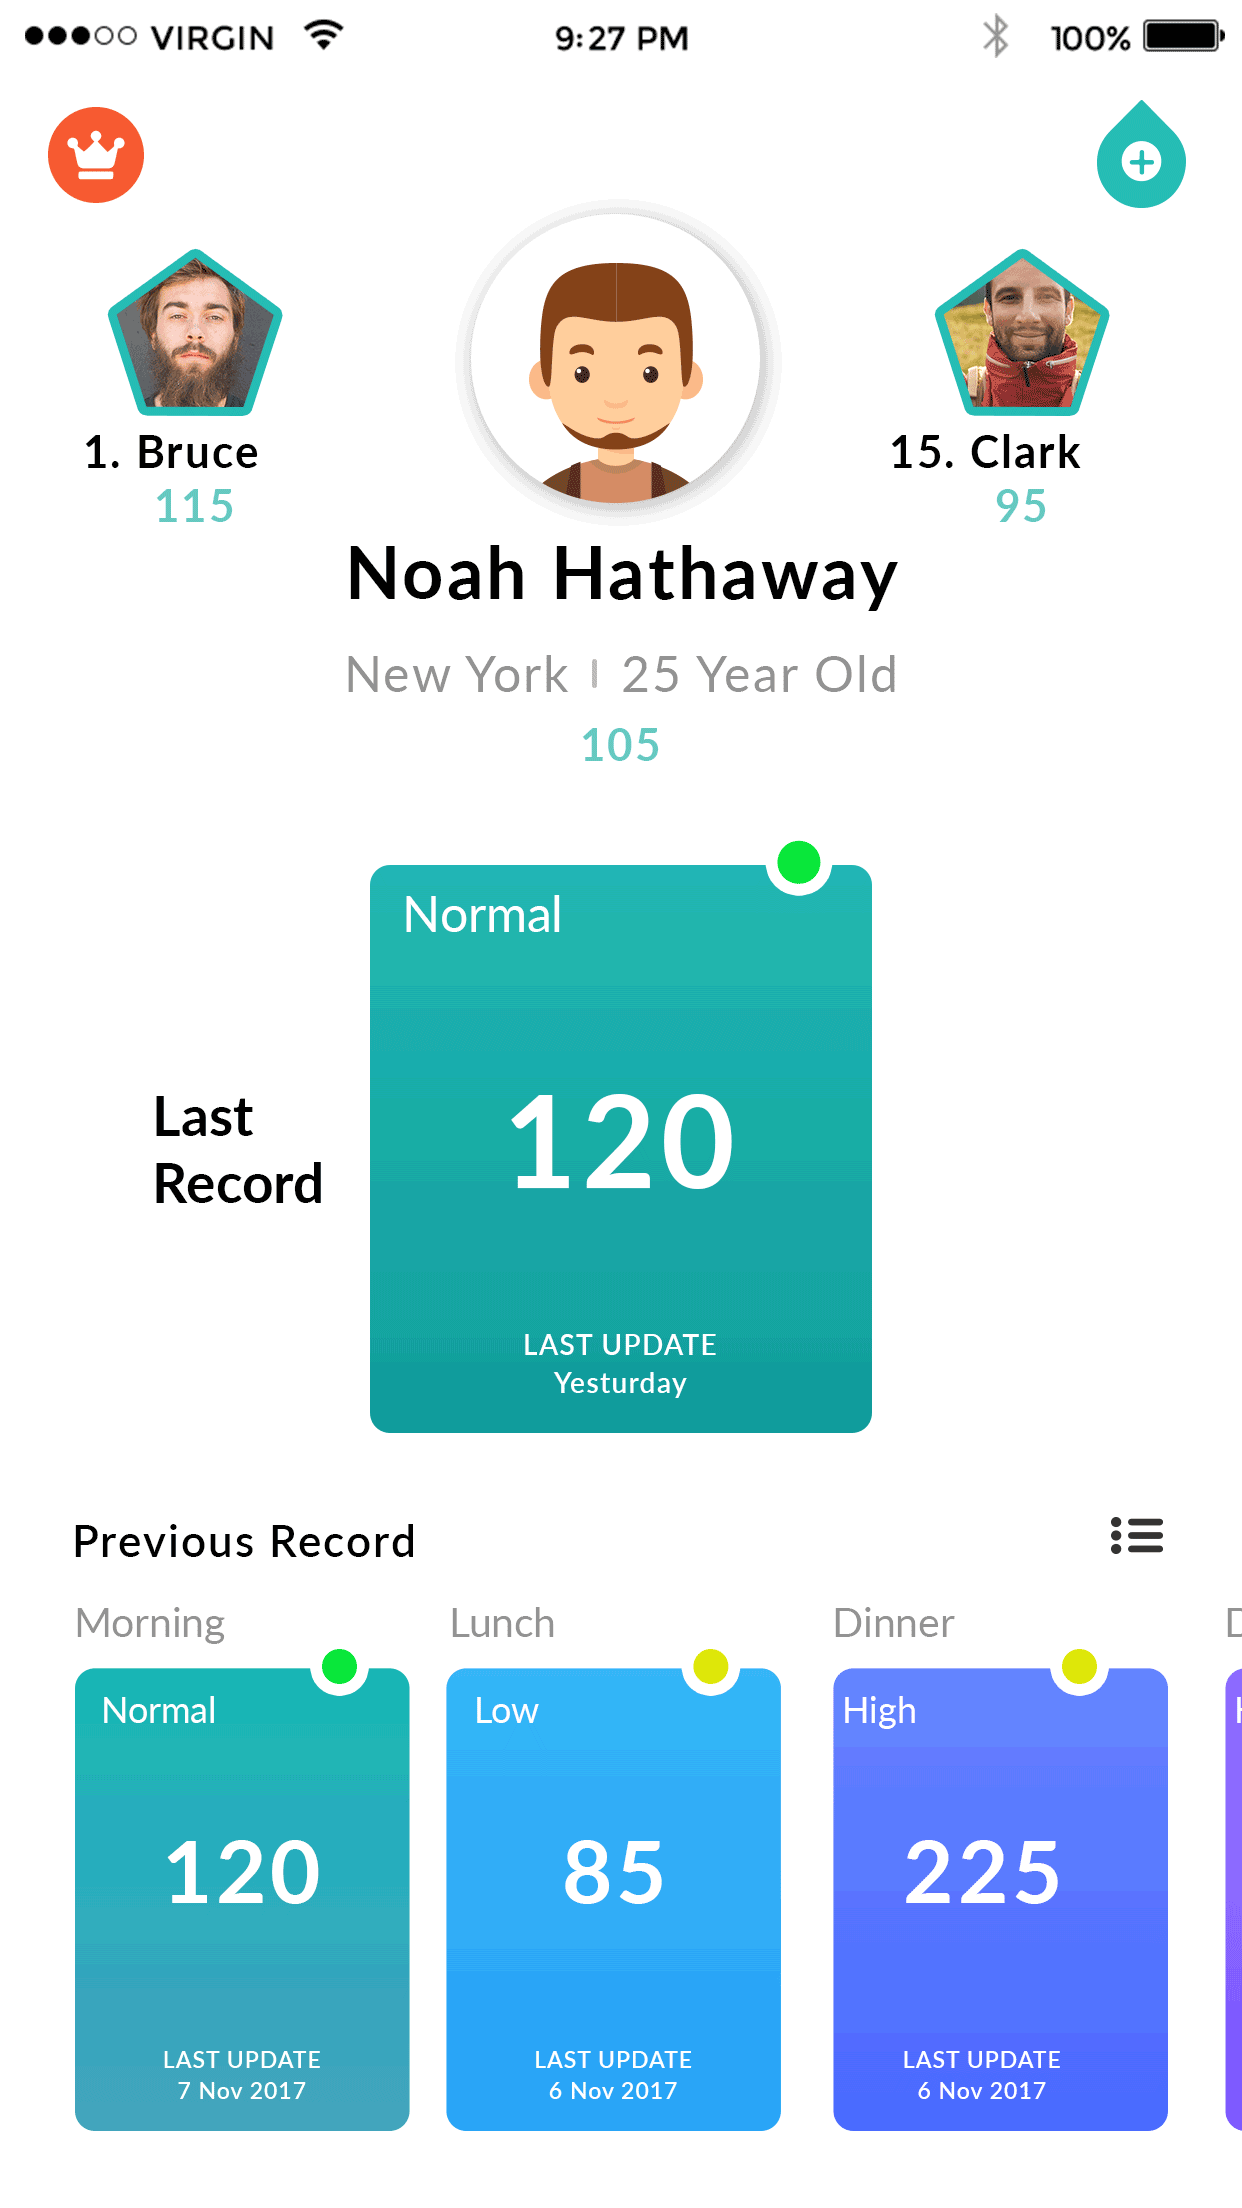 VIRGIN 9:27 PM 100%
1. Bruce
115
15. Clark
95
Noah Hathaway
New York | 25 Year Old
105
Normal
120
LAST UPDATE
Yesturday
Last
Record
Previous Record
Morning
Normal
120
LAST UPDATE
7 Nov 2017
Lunch
Low
85
LAST UPDATE
6 Nov 2017
Dinner
High
225
LAST UPDATE
6 Nov 2017